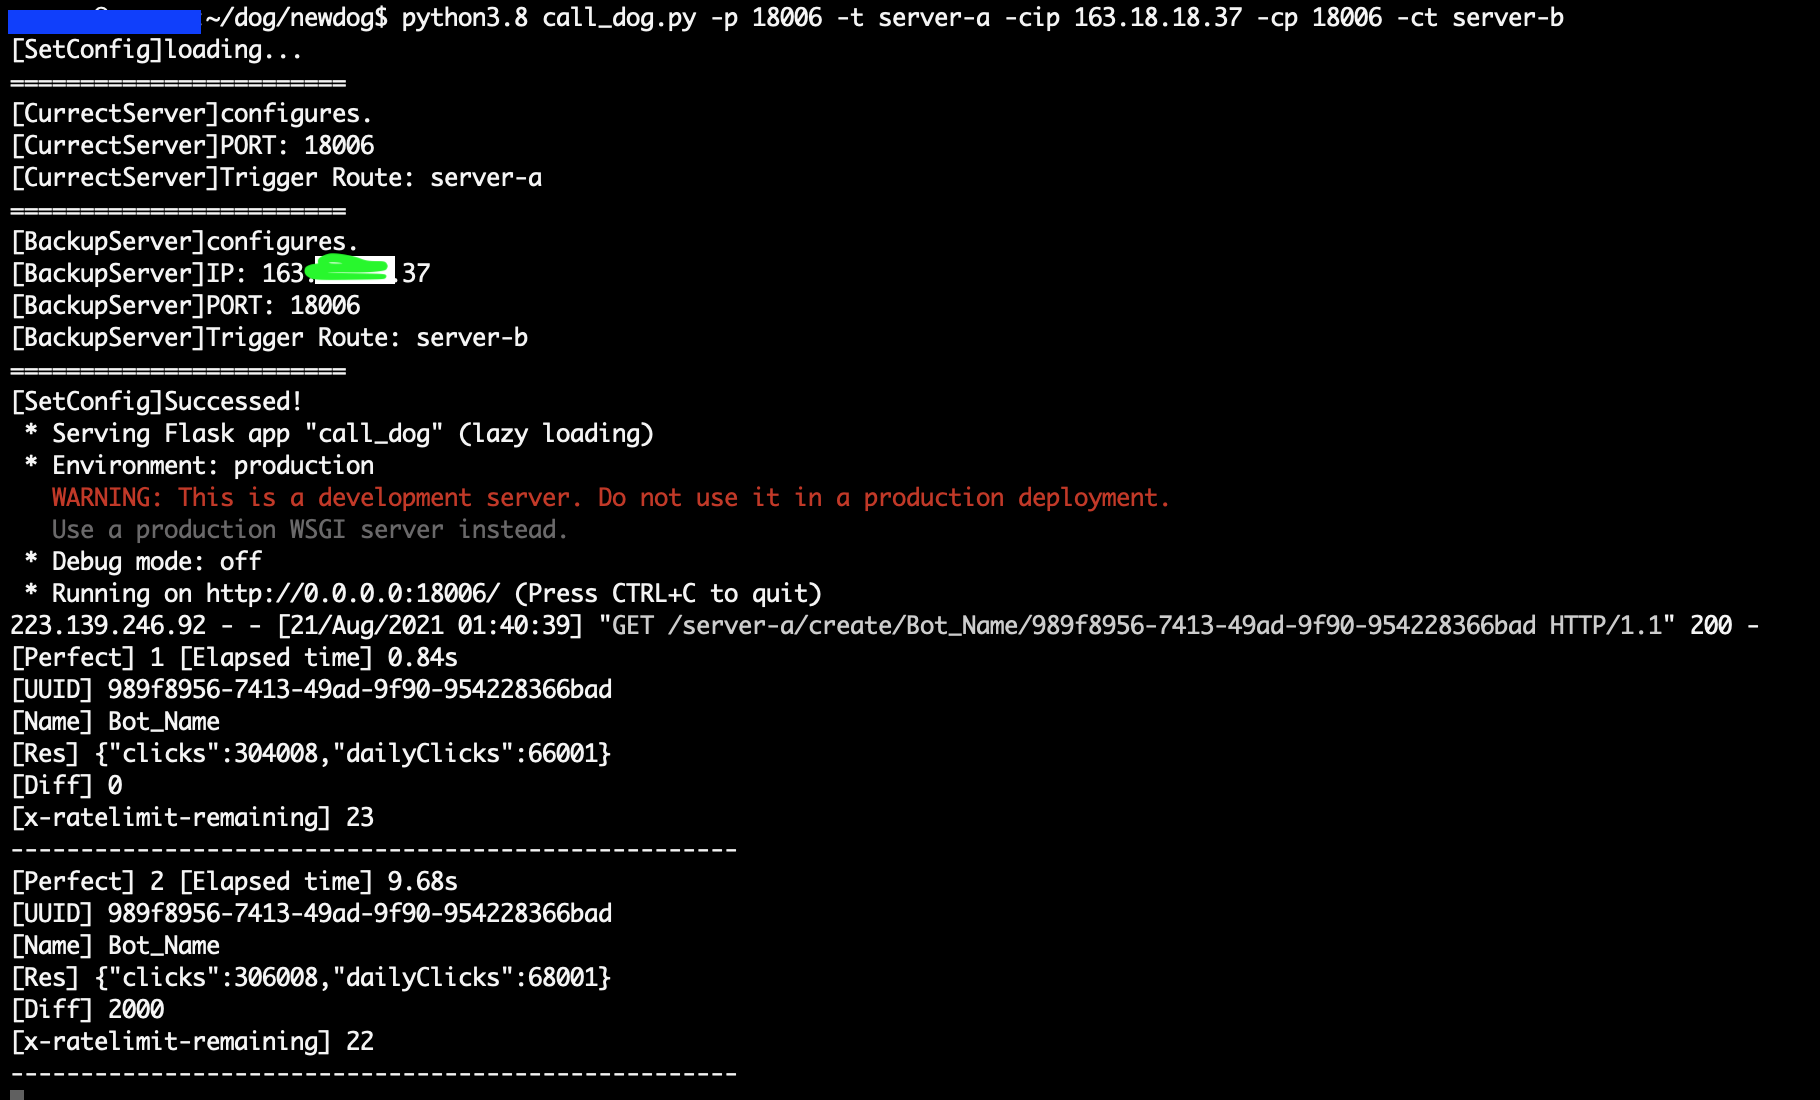 :~/dog/newdog$ python3.8 call_dog.py -p 18006 -t server-a -cip 163.18.18.37 -cp 18006 -ct server-b
[SetConfig]loading...
========================
[CurrectServer]configures.
[CurrectServer]PORT: 18006
[CurrectServer]Trigger Route: server-a
========================
[BackupServer]configures.
[BackupServer]IP: 163. .37
[BackupServer]PORT: 18006
[BackupServer]Trigger Route: server-b
========================
[SetConfig]Successed!
* Serving Flask app "call_dog" (lazy loading)
* Environment: production
WARNING: This is a development server. Do not use it in a production deployment.
Use a production WSGI server instead.
* Debug mode: off
* Running on http://0.0.0.0:18006/ (Press CTRL+C to quit)
223.139.246.92 - - [21/Aug/2021 01:40:39] "GET /server-a/create/Bot_Name/989f8956-7413-49ad-9f90-954228366bad HTTP/1.1" 200 -
[Perfect] 1 [Elapsed time] 0.84s
[UUID] 989f8956-7413-49ad-9f90-954228366bad
[Name] Bot_Name
[Res] {"clicks":304008,"dailyClicks":66001}
[Diff] 0
[x-ratelimit-remaining] 23
----------------------------------------------------
[Perfect] 2 [Elapsed time] 9.68s
[UUID] 989f8956-7413-49ad-9f90-954228366bad
[Name] Bot_Name
[Res] {"clicks":306008,"dailyClicks":68001}
[Diff] 2000
[x-ratelimit-remaining] 22
----------------------------------------------------